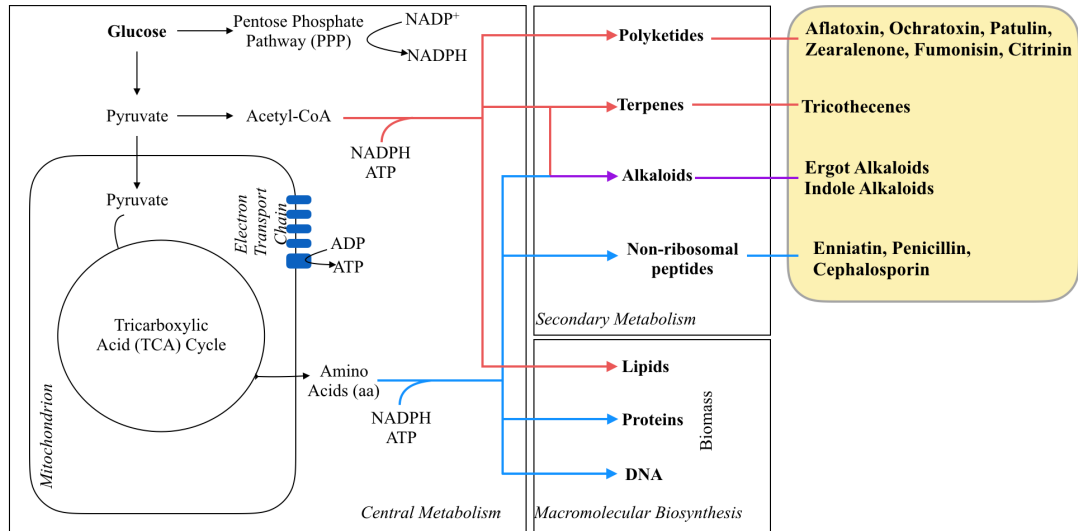 Glucose
Pentose Phosphate
Pathway (PPP)
NADP⁺
NADPH
Pyruvate
Acetyl-CoA
NADPH
ATP
Pyruvate
Electron
Transport
Chain
ADP
ATP
Tricarboxylic
Acid (TCA) Cycle
Amino
Acids (aa)
NADPH
ATP
Mitochondrion
Central Metabolism
Polyketides
Terpenes
Alkaloids
Non-ribosomal
peptides
Secondary Metabolism
Aflatoxin, Ochratoxin, Patulin,
Zearalenone, Fumonisin, Citrinin
Tricothecenes
Ergot Alkaloids
Indole Alkaloids
Enniatin, Penicillin,
Cephalosporin
Lipids
Proteins
DNA
Biomass
Macromolecular Biosynthesis